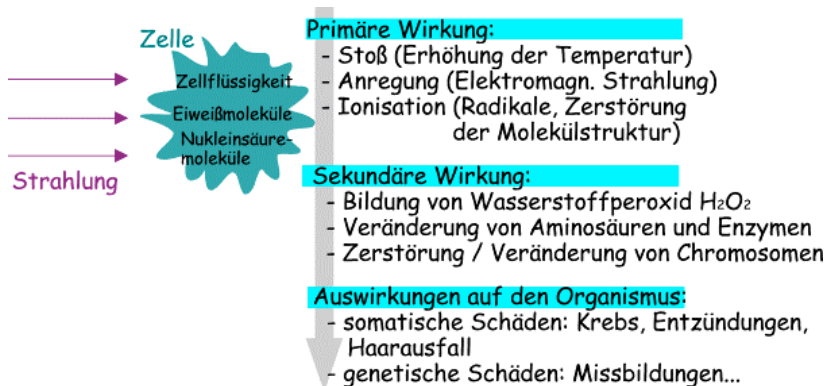 Zelle
Zellflüssigkeit
Eiweißmoleküle
Nukleinsäure-
moleküle
Strahlung
Primäre Wirkung:
- Stoß (Erhöhung der Temperatur)
- Anregung (Elektromagn. Strahlung)
- Ionisation (Radikale, Zerstörung
der Molekülstruktur)
Sekundäre Wirkung:
- Bildung von Wasserstoffperoxid H₂O₂
- Veränderung von Aminosäuren und Enzymen
- Zerstörung / Veränderung von Chromosomen
Auswirkungen auf den Organismus:
- somatische Schäden: Krebs, Entzündungen,
Haarausfall
- genetische Schäden: Missbildungen...